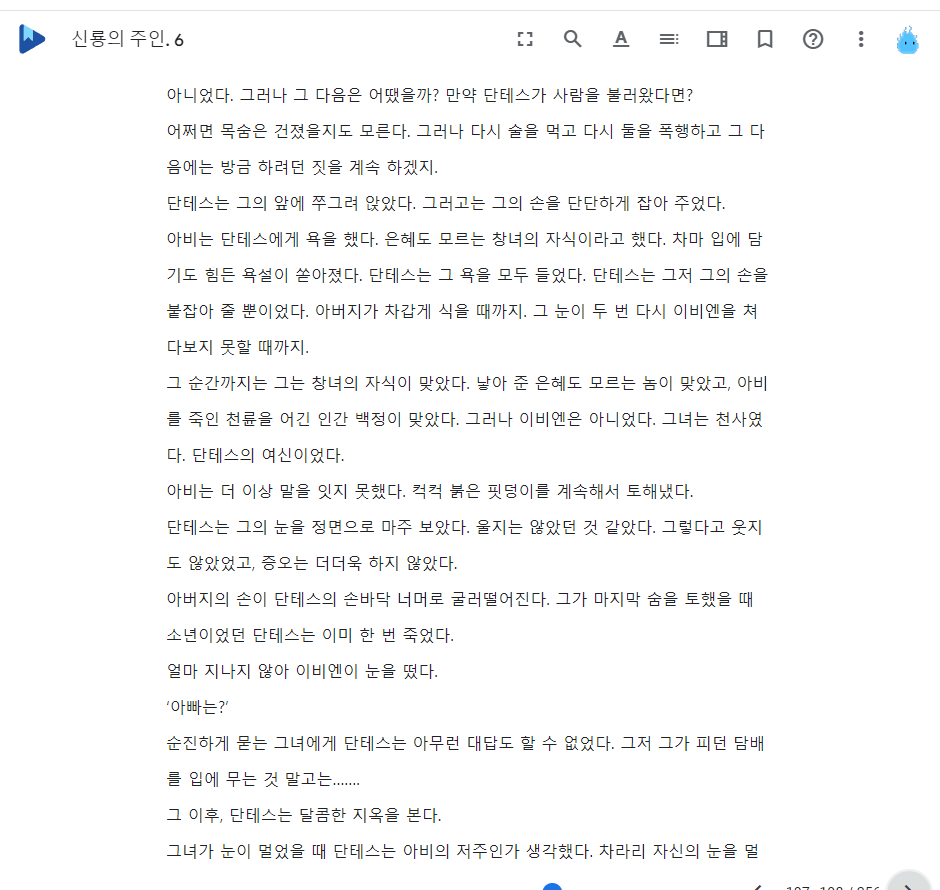 신룡의 주인. 6
아니었다. 그러나 그 다음은 어땠을까? 만약 단테스가 사람을 불러왔다면?
어쩌면 목숨은 건졌을지도 모른다. 그러나 다시 술을 먹고 다시 둘을 폭행하고 그 다
음에는 방금 하려던 짓을 계속 하겠지.
단테스는 그의 앞에 쭈그려 앉았다. 그러고는 그의 손을 단단하게 잡아 주었다.
아비는 단테스에게 욕을 했다. 은혜도 모르는 창녀의 자식이라고 했다. 차마 입에 담
기도 힘든 욕설이 쏟아졌다. 단테스는 그 욕을 모두 들었다. 단테스는 그저 그의 손을
붙잡아 줄 뿐이었다. 아버지가 차갑게 식을 때까지. 그 눈이 두 번 다시 이비엔을 쳐
다보지 못할 때까지.
그 순간까지는 그는 창녀의 자식이 맞았다. 낳아 준 은혜도 모르는 놈이 맞았고, 아비
를 죽인 천륜을 어긴 인간 백정이 맞았다. 그러나 이비엔은 아니었다. 그녀는 천사였
다. 단테스의 여신이었다.
아비는 더 이상 말을 잇지 못했다. 컥컥 붉은 핏덩이를 계속해서 토해냈다.
단테스는 그의 눈을 정면으로 마주 보았다. 울지는 않았던 것 같았다. 그렇다고 웃지
도 않았었고, 증오는 더더욱 하지 않았다.
아버지의 손이 단테스의 손바닥 너머로 굴러떨어진다. 그가 마지막 숨을 토했을 때
소년이었던 단테스는 이미 한 번 죽었다.
얼마 지나지 않아 이비엔이 눈을 떴다.
‘아빠는?’
순진하게 묻는 그녀에게 단테스는 아무런 대답도 할 수 없었다. 그저 그가 피던 담배
를 입에 무는 것 말고는.......
그 이후, 단테스는 달콤한 지옥을 본다.
그녀가 눈이 멀었을 때 단테스는 아비의 저주인가 생각했다. 차라리 자신의 눈을 멀